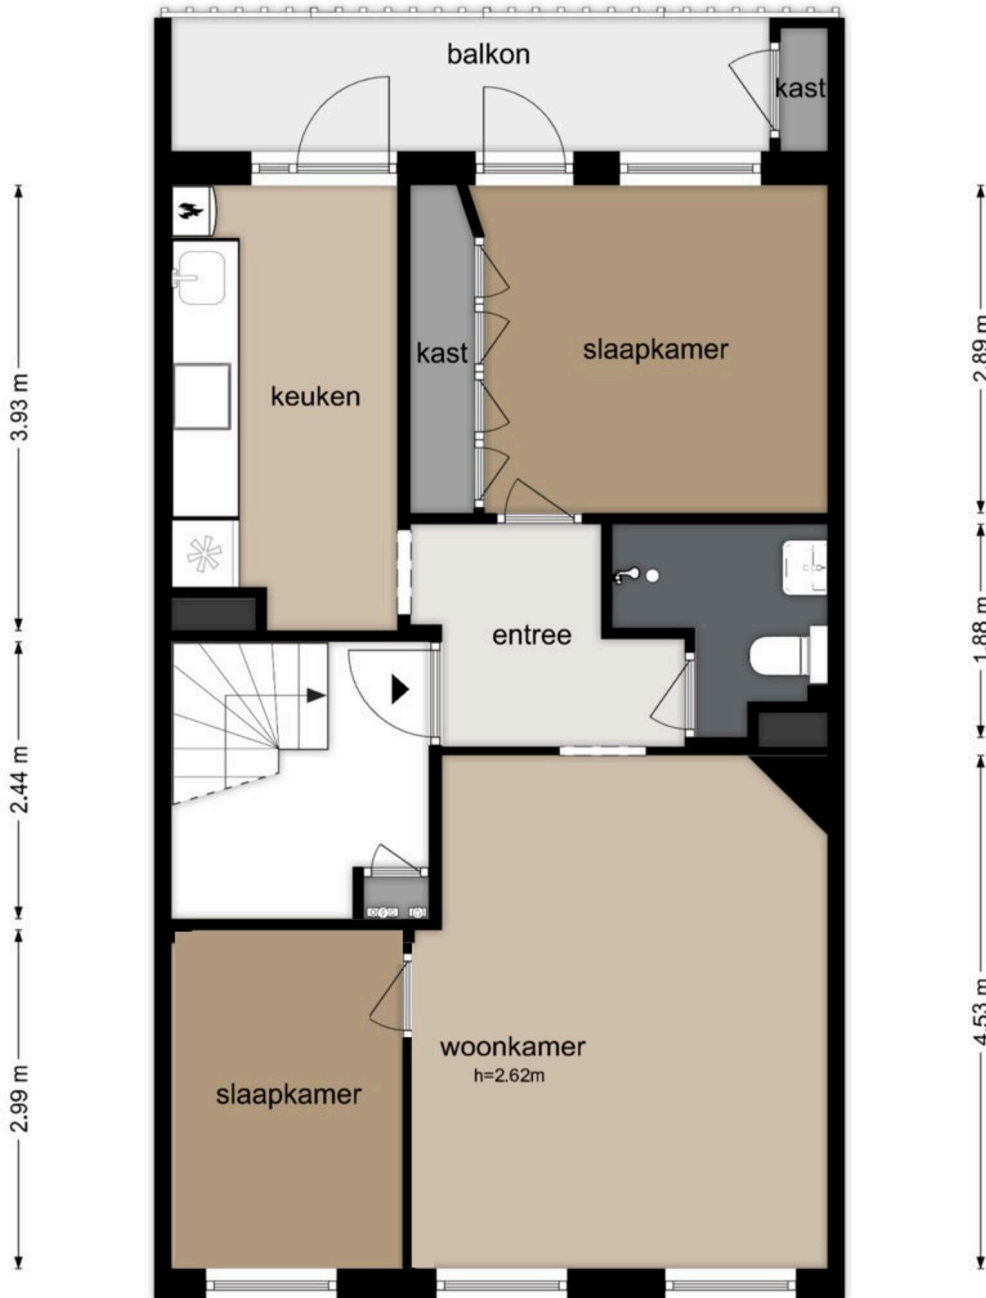 balkon
kast
kast
slaapkamer
keuken
3.93 m
2.89 m
entree
1.88 m
2.44 m
woonkamer
h=2.62m
slaapkamer
2.99 m
4.53 m